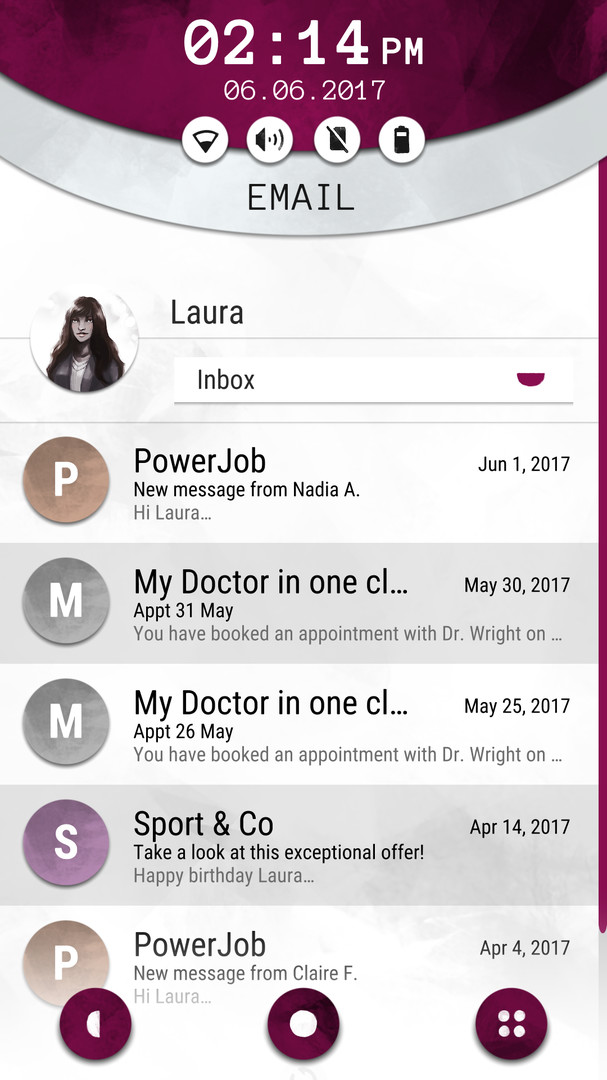 02:14 PM
06.06.2017
EMAIL
Laura
Inbox
P
PowerJob
Jun 1, 2017
New message from Nadia A.
Hi Laura…
M
My Doctor in one cl…
May 30, 2017
Appt 31 May
You have booked an appointment with Dr. Wright on …
M
My Doctor in one cl…
May 25, 2017
Appt 26 May
You have booked an appointment with Dr. Wright on …
S
Sport & Co
Apr 14, 2017
Take a look at this exceptional offer!
Happy birthday Laura…
P
PowerJob
Apr 4, 2017
New message from Claire F.
Hi Laura…